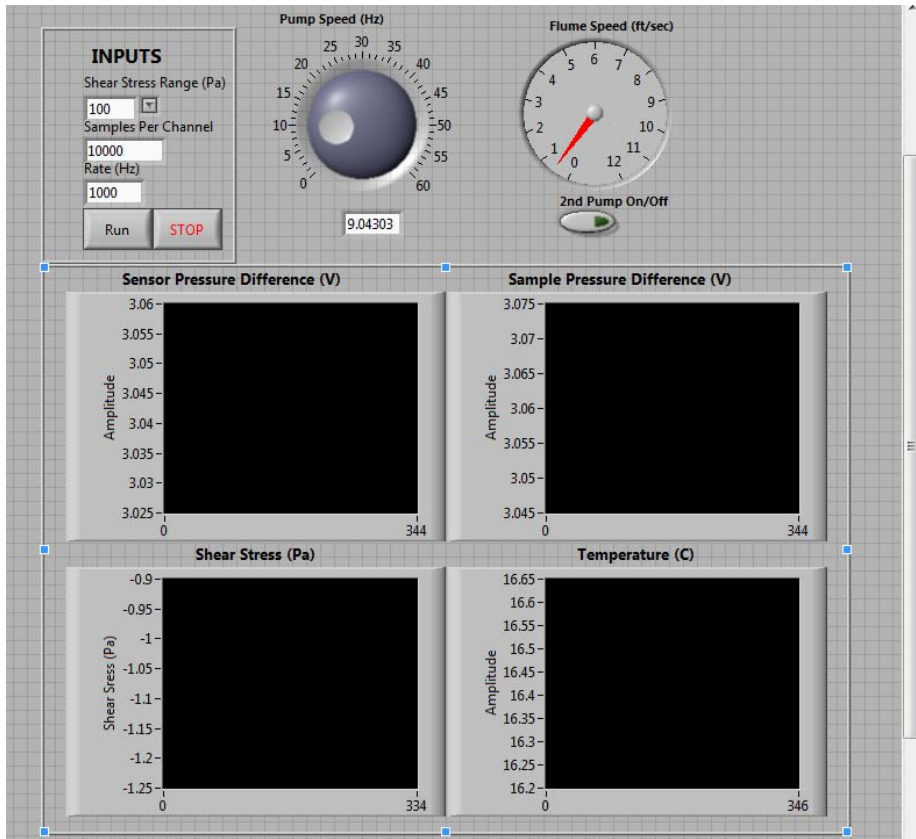 INPUTS
Shear Stress Range (Pa)
100
Samples Per Channel
10000
Rate (Hz)
1000
Run STOP
Pump Speed (Hz)
0 5 10 15 20 25 30 35 40 45 50 55 60
9.04303
Flume Speed (ft/sec)
0 1 2 3 4 5 6 7 8 9 10 11 12
2nd Pump On/Off
Sensor Pressure Difference (V)
Amplitude
3.06
3.055
3.05
3.045
3.04
3.035
3.03
3.025
0 344
Sample Pressure Difference (V)
Amplitude
3.075
3.07
3.065
3.06
3.055
3.05
3.045
0 344
Shear Stress (Pa)
Shear Sress (Pa)
-0.9
-0.95
-1
-1.05
-1.1
-1.15
-1.2
-1.25
0 334
Temperature (C)
Amplitude
16.65
16.6
16.55
16.5
16.45
16.4
16.35
16.3
16.25
16.2
0 346